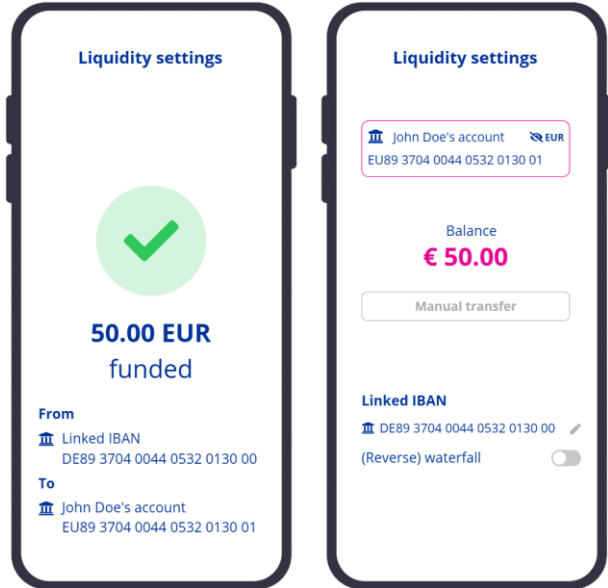 Liquidity settings
50.00 EUR
funded
From
Linked IBAN
DE89 3704 0044 0532 0130 00
To
John Doe's account
EU89 3704 0044 0532 0130 01
Liquidity settings
John Doe's account EUR
EU89 3704 0044 0532 0130 01
Balance
€ 50.00
Manual transfer
Linked IBAN
DE89 3704 0044 0532 0130 00
(Reverse) waterfall